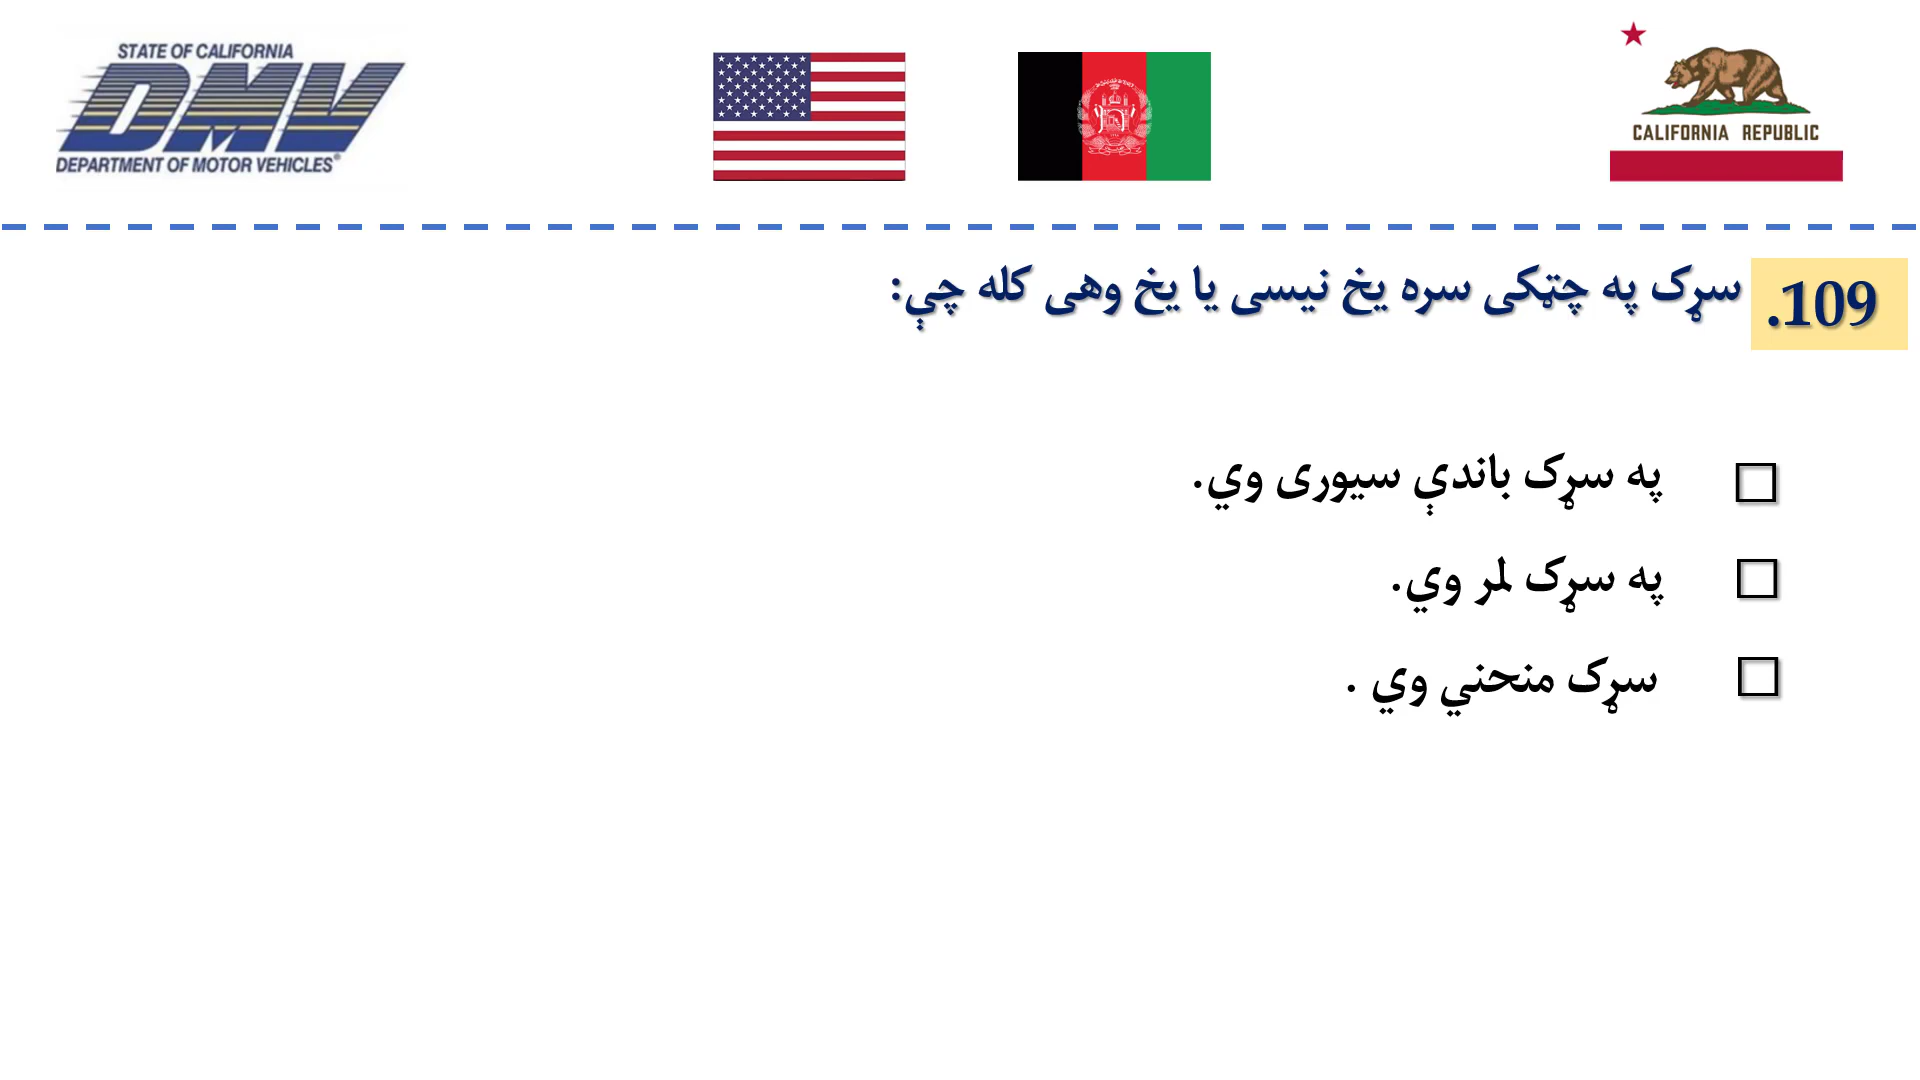 STATE OF CALIFORNIA
DMV
DEPARTMENT OF MOTOR VEHICLES®
CALIFORNIA REPUBLIC
109. سړک په چټکی سره یخ نیسی یا یخ وهی کله چې:
په سړک باندې سیوری وي.
په سړک لمر وي.
سړک منحني وي .